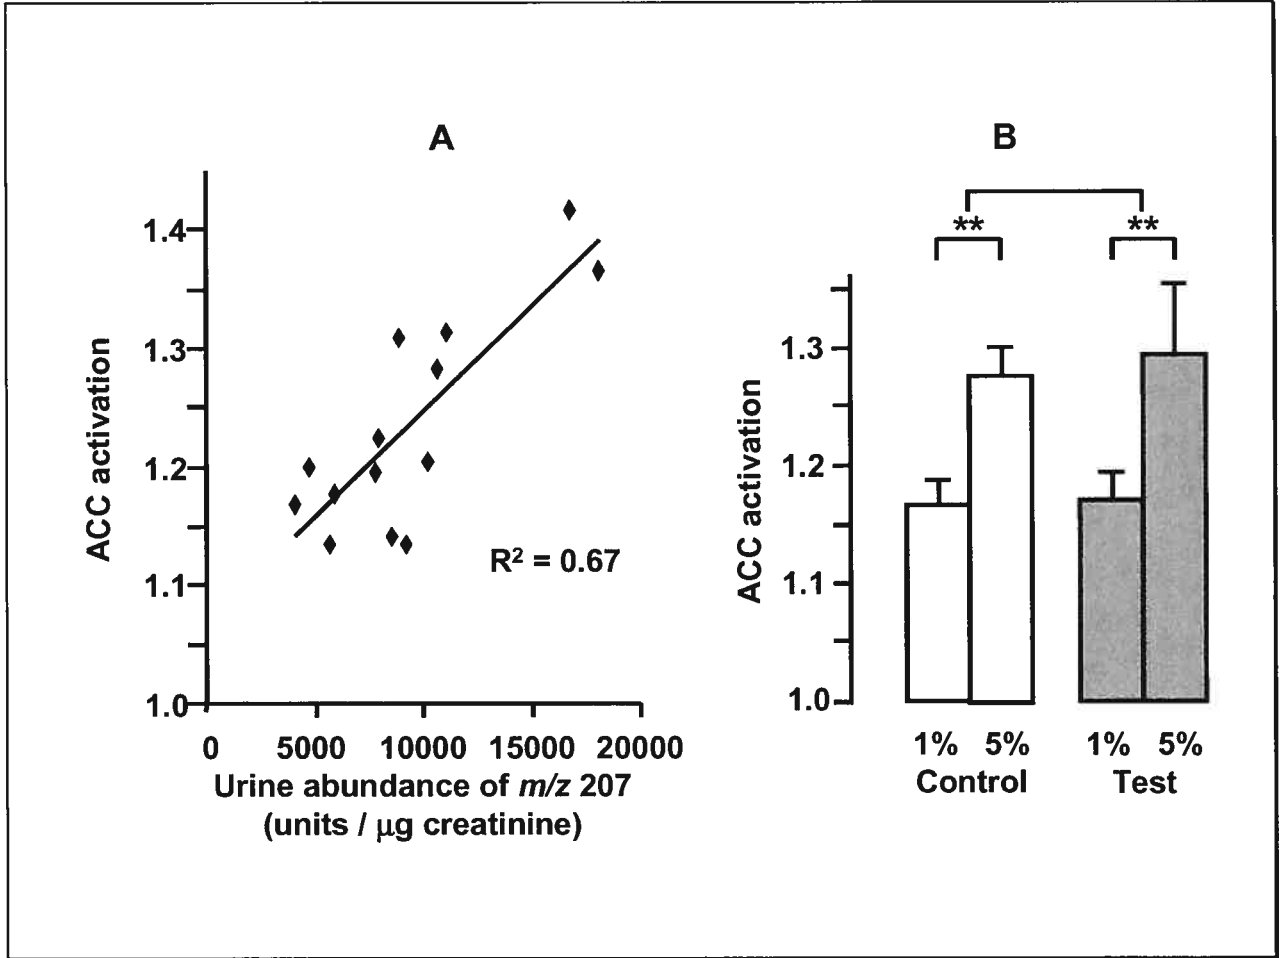 A
1.4
1.3
1.2
1.1
1.0
ACC activation
R² = 0.67
0 5000 10000 15000 20000
Urine abundance of m/z 207
(units / μg creatinine)
B
** **
1.3
1.2
1.1
1.0
ACC activation
1% 5% 1% 5%
Control Test